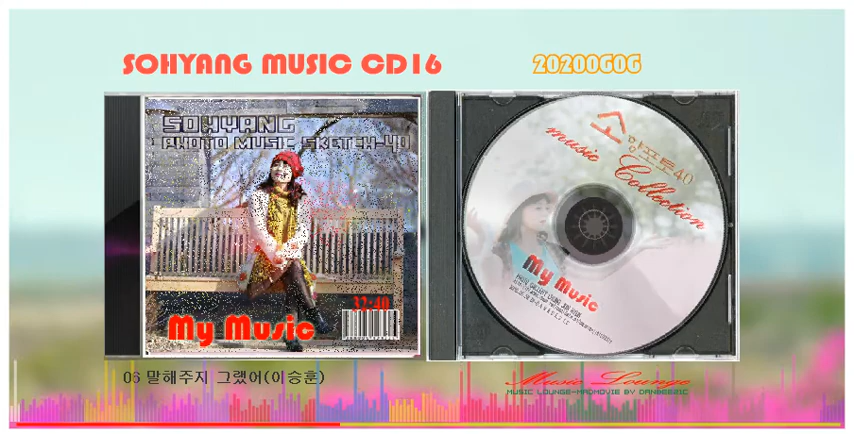 SOHYANG MUSIC CD16
20200606
SOHYANG
PHOTO MUSIC SKETCH-40
32:40
My Music
소
향포토40
music
Collection
My Music
06 말해주지 그랬어(이승훈)
Music Lounge
MUSIC LOUNGE-MADMOVIE BY DANBEE2IC